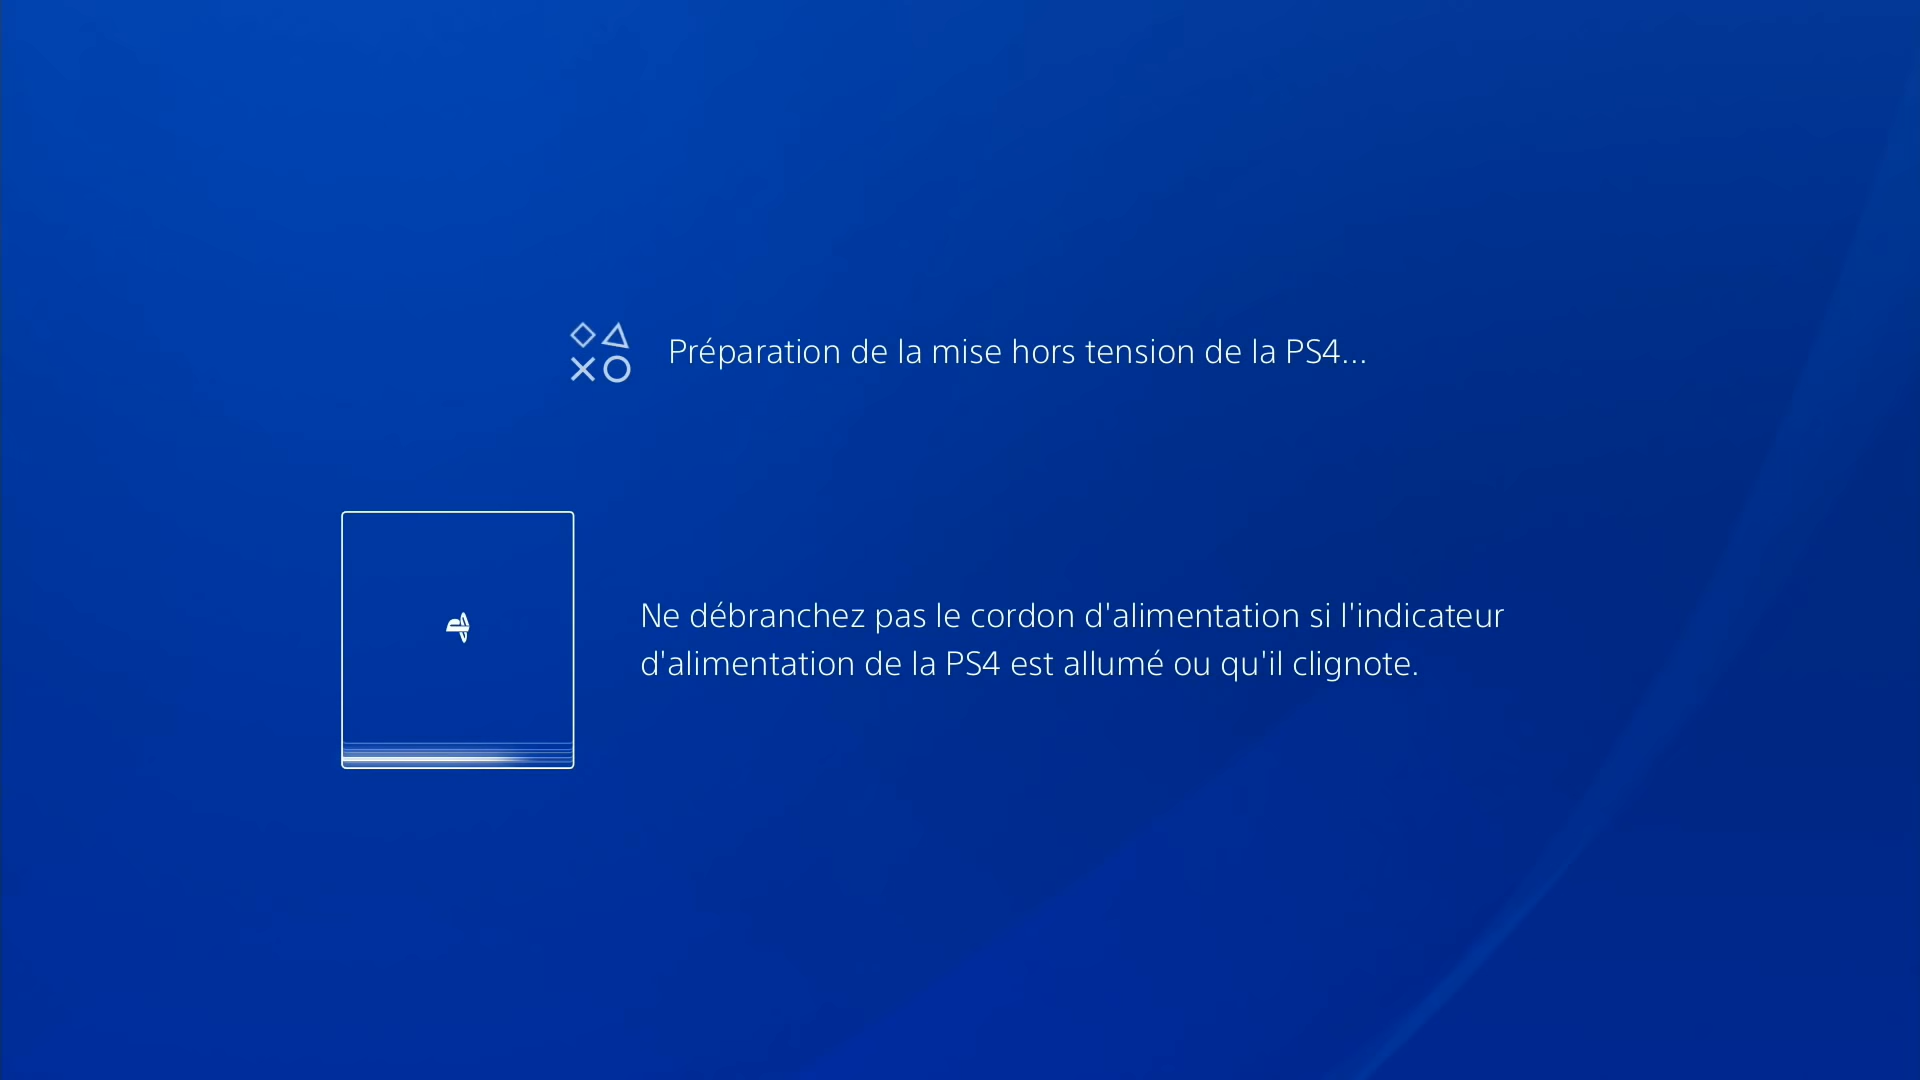 Préparation de la mise hors tension de la PS4...
Ne débranchez pas le cordon d'alimentation si l'indicateur
d'alimentation de la PS4 est allumé ou qu'il clignote.